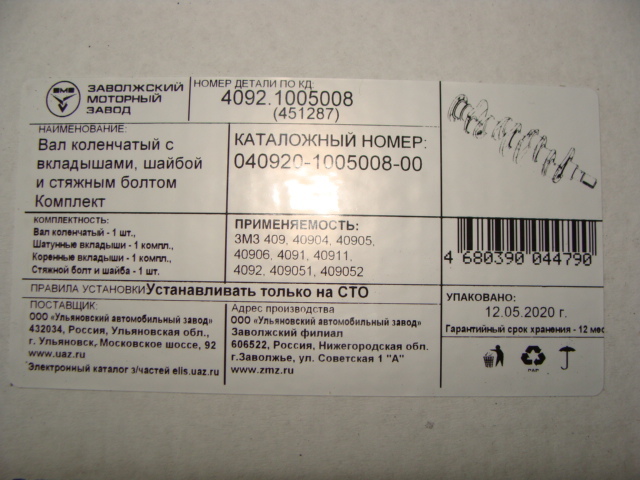 ЗМЗ
ЗАВОЛЖСКИЙ
МОТОРНЫЙ
ЗАВОД
НОМЕР ДЕТАЛИ ПО КД:
4092.1005008
(451287)
НАИМЕНОВАНИЕ:
Вал коленчатый с
вкладышами, шайбой
и стяжным болтом
Комплект
КАТАЛОЖНЫЙ НОМЕР:
040920-1005008-00
КОМПЛЕКТНОСТЬ:
Вал коленчатый - 1 шт.,
Шатунные вкладыши - 1 компл.,
Коренные вкладыши - 1 компл.,
Стяжной болт и шайба - 1 шт.
ПРИМЕНЯЕМОСТЬ:
ЗМЗ 409, 40904, 40905,
40906, 4091, 40911,
4092, 409051, 409052
4 680390 044790
ПРАВИЛА УСТАНОВКИ Устанавливать только на СТО
ПОСТАВЩИК:
ООО «Ульяновский автомобильный завод»
432034, Россия, Ульяновская обл.,
г. Ульяновск, Московское шоссе, 92
www.uaz.ru
Электронный каталог з/частей elis.uaz.ru
Адрес производства
ООО «Ульяновский автомобильный завод»
Заволжский филиал
606522, Россия, Нижегородская обл.
г.Заволжье, ул. Советская 1 "А"
www.zmz.ru
УПАКОВАНО:
12.05.2020 г.
Гарантийный срок хранения - 12 мес